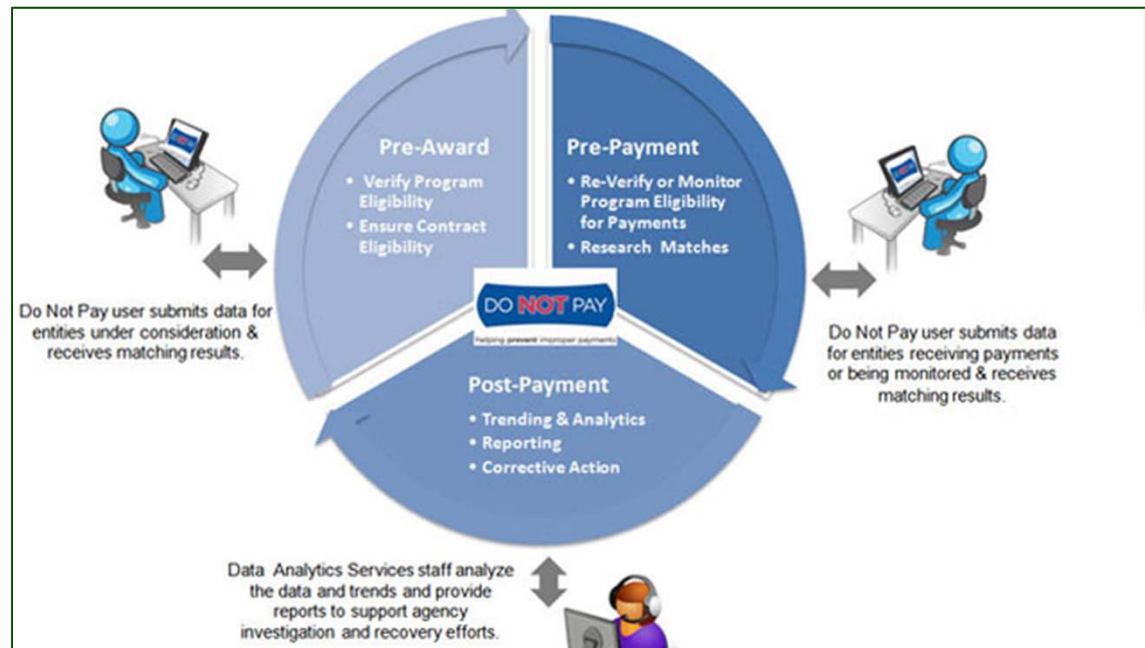 Pre-Award
• Verify Program
Eligibility
• Ensure Contract
Eligibility
Pre-Payment
• Re-Verify or Monitor
Program Eligibility
for Payments
• Research Matches
DO NOT PAY
helping prevent improper payments
Post-Payment
• Trending & Analytics
• Reporting
• Corrective Action
Do Not Pay user submits data for
entities under consideration &
receives matching results.
Do Not Pay user submits data
for entities receiving payments
or being monitored & receives
matching results.
Data Analytics Services staff analyze
the data and trends and provide
reports to support agency
investigation and recovery efforts.